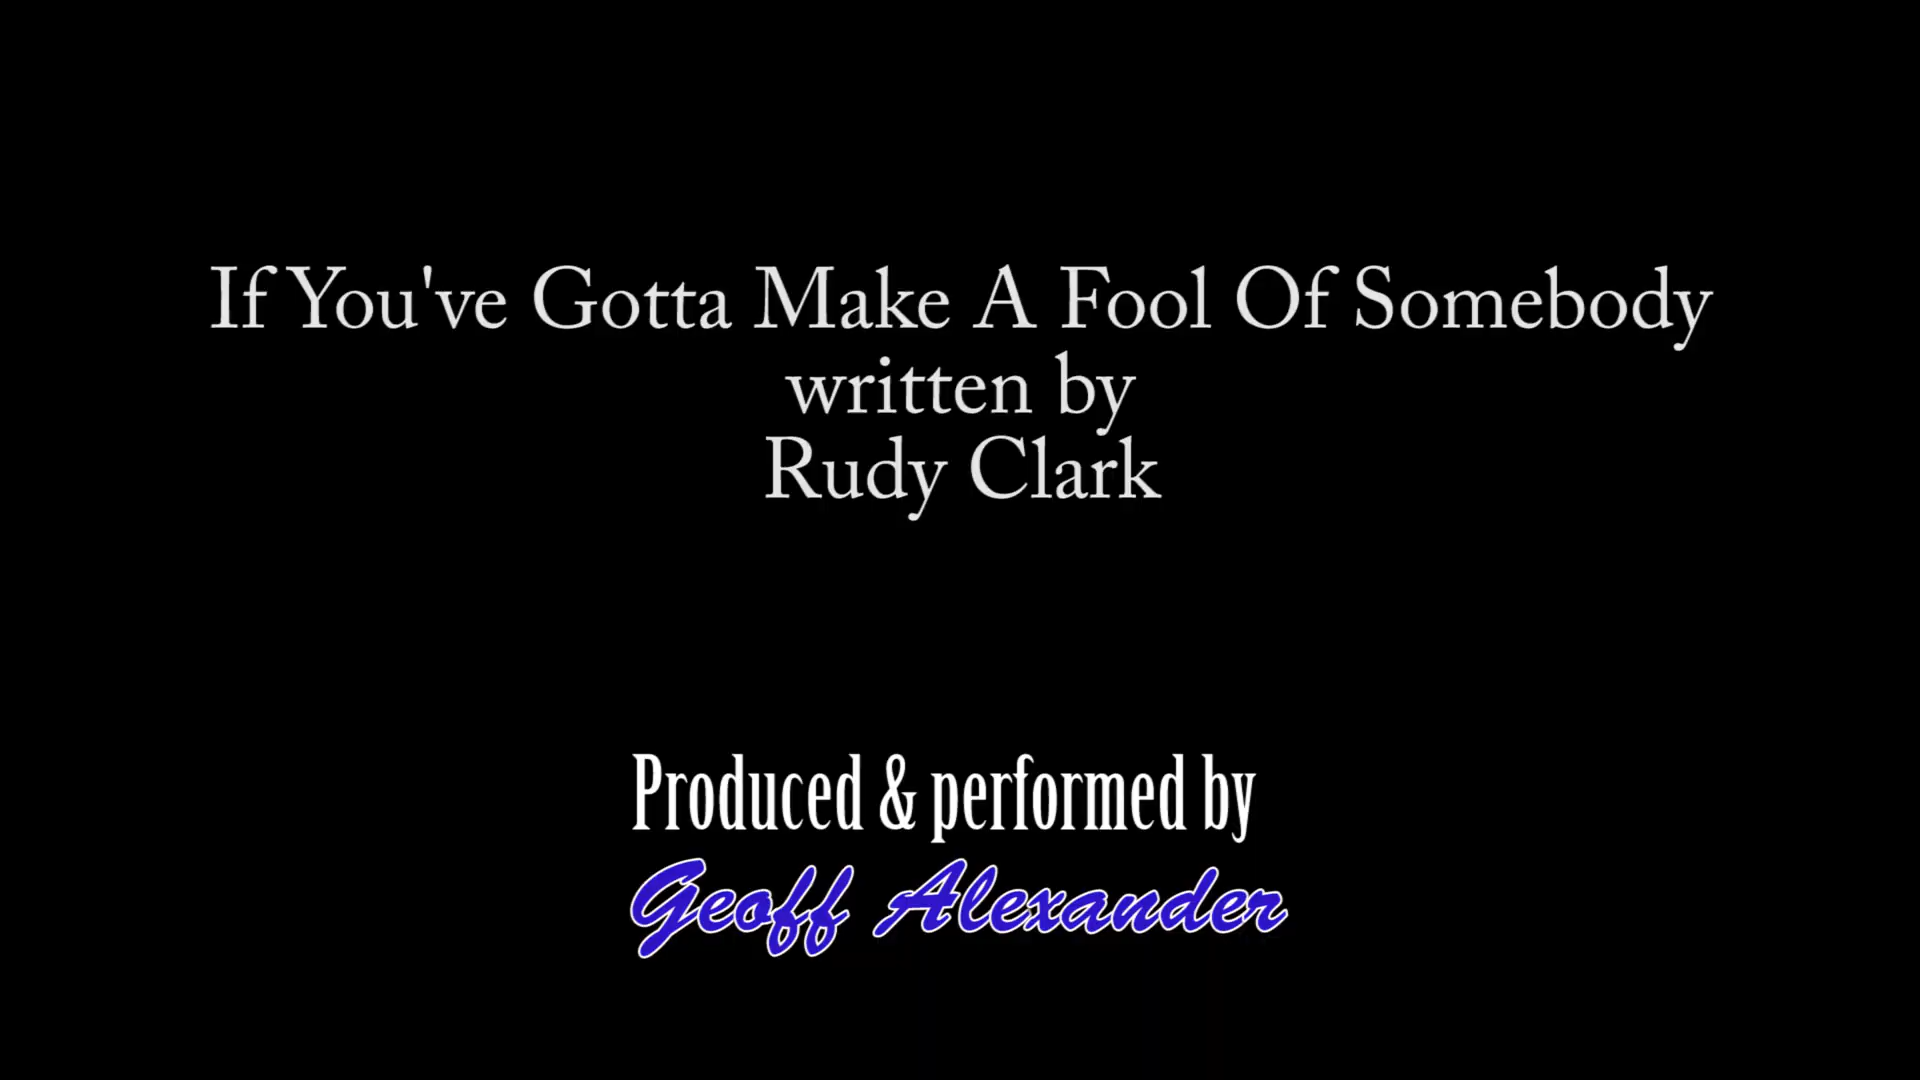 If You've Gotta Make A Fool Of Somebody
written by
Rudy Clark
Produced & performed by
Geoff Alexander